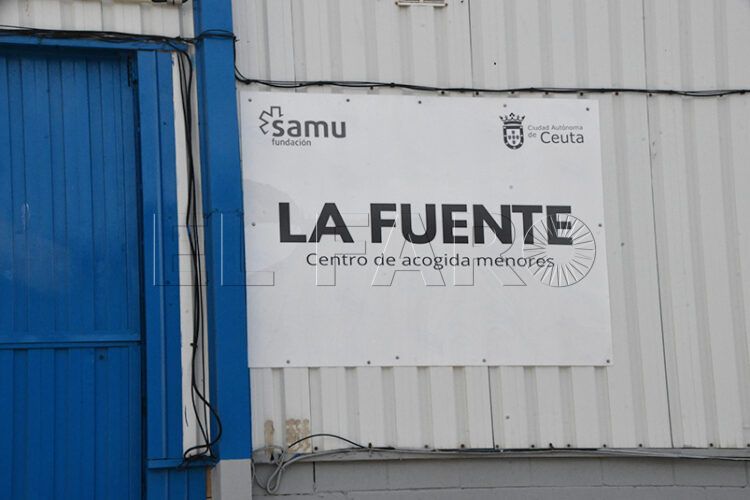 samu
fundación
Ciudad Autónoma
de Ceuta
LA FUENTE
Centro de acogida menores
EL FARO